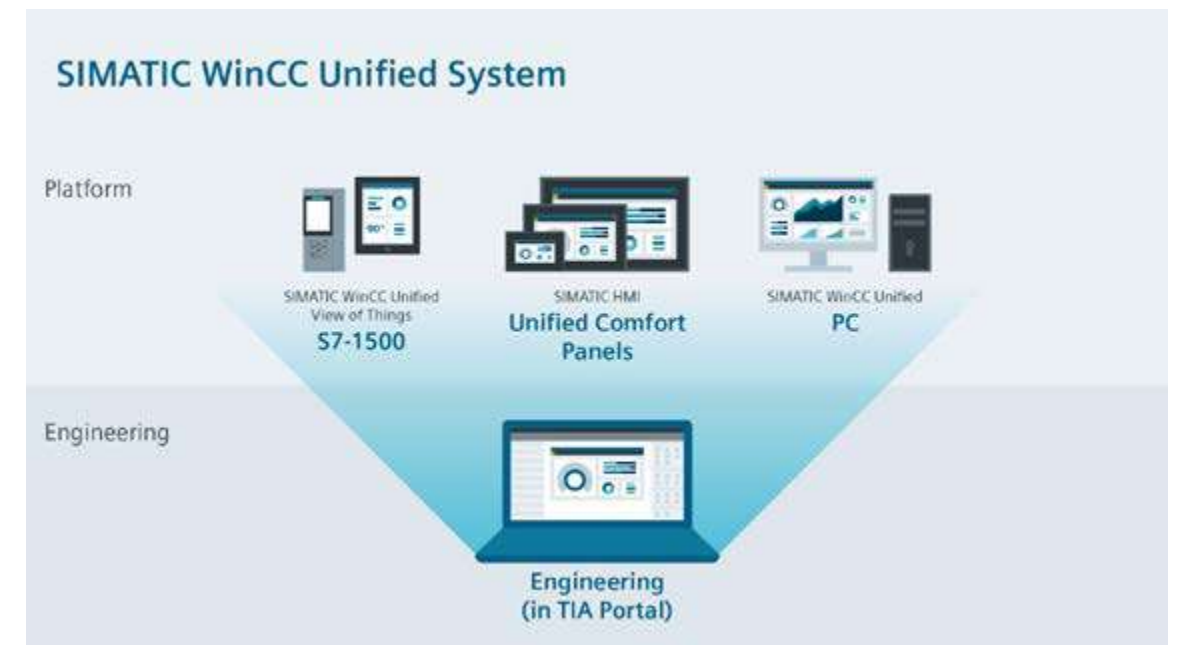 SIMATIC WinCC Unified System
Platform
SIMATIC WinCC Unified
View of Things
S7-1500
SIMATIC HMI
Unified Comfort
Panels
SIMATIC WinCC Unified
PC
Engineering
Engineering
(in TIA Portal)